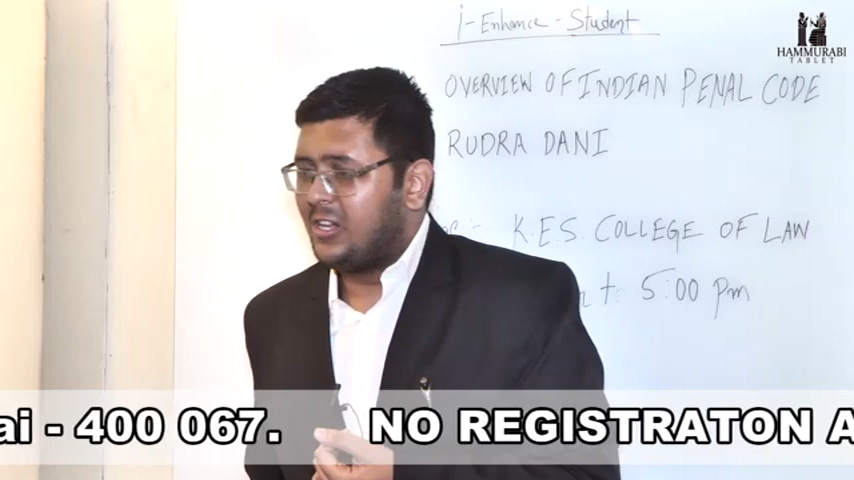 i-Enhance-Student
HAMMURABI
TABLET
OVERVIEW OF INDIAN PENAL CODE
RUDRA DANI
K.E.S. COLLEGE OF LAW
5:00 Pm
ai - 400 067. NO REGISTRATON A